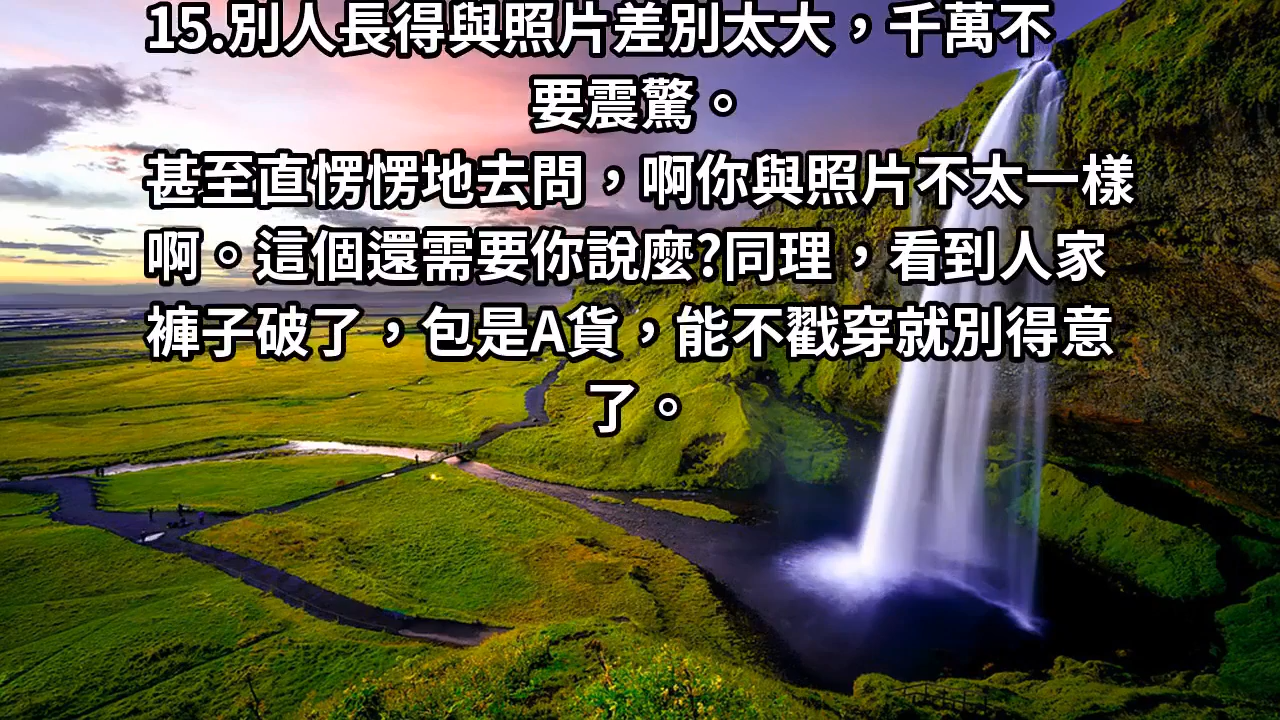 15.別人長得與照片差別太大，千萬不
要震驚。
甚至直愣愣地去問，啊你與照片不太一樣
啊。這個還需要你說麼?同理，看到人家
褲子破了，包是A貨，能不戳穿就別得意
了。